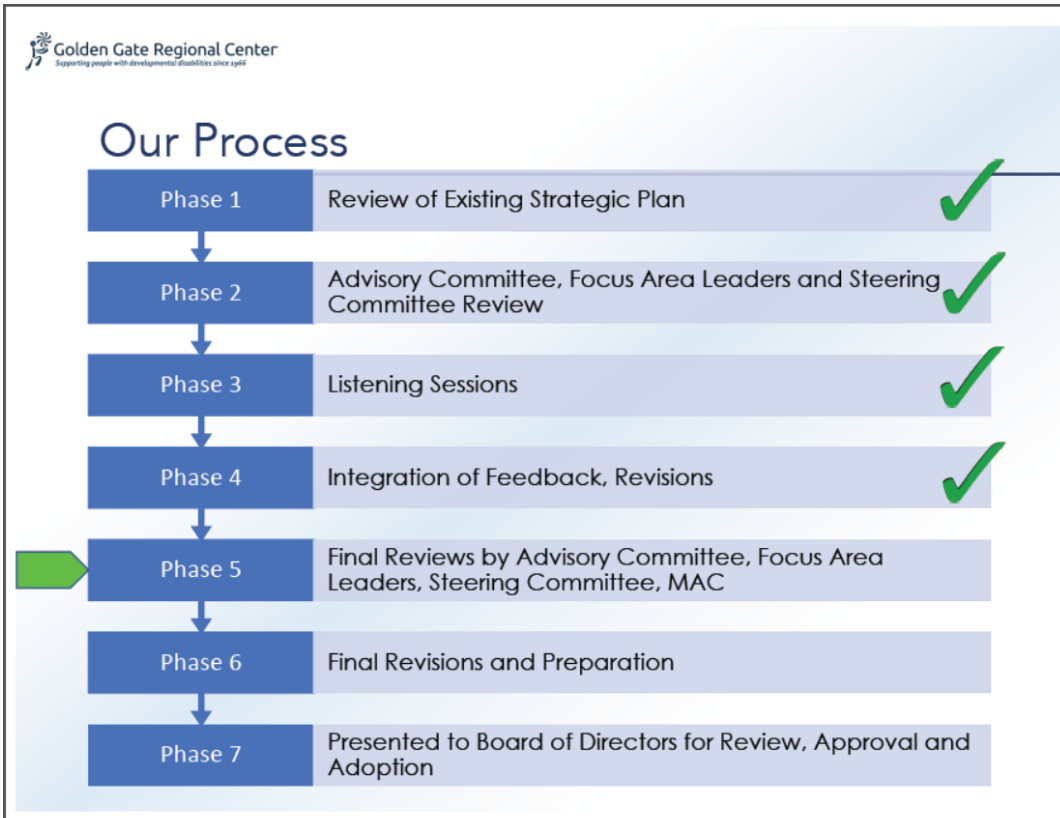 Golden Gate Regional Center
Supporting people with developmental disabilities since 1966
Our Process
Phase 1
Review of Existing Strategic Plan
Phase 2
Advisory Committee, Focus Area Leaders and Steering
Committee Review
Phase 3
Listening Sessions
Phase 4
Integration of Feedback, Revisions
Phase 5
Final Reviews by Advisory Committee, Focus Area
Leaders, Steering Committee, MAC
Phase 6
Final Revisions and Preparation
Phase 7
Presented to Board of Directors for Review, Approval and
Adoption